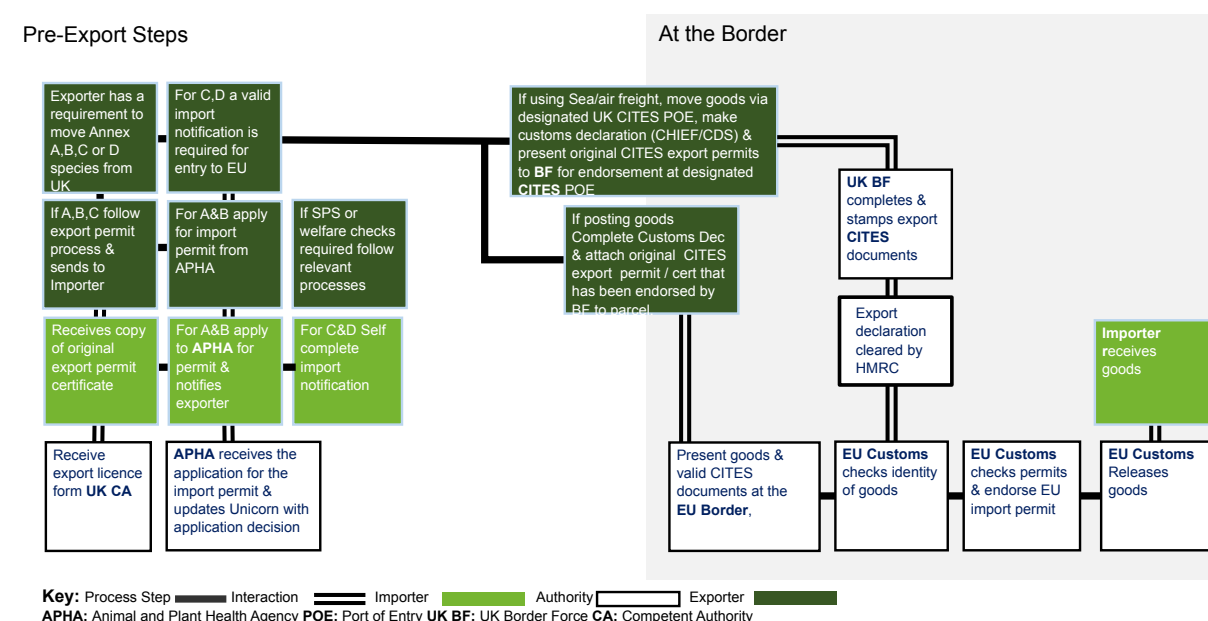 Pre-Export Steps
At the Border
Exporter has a
requirement to
move Annex
A,B,C or D
species from
UK
For C,D a valid
import
notification is
required for
entry to EU
If using Sea/air freight, move goods via
designated UK CITES POE, make
customs declaration (CHIEF/CDS) &
present original CITES export permits
to BF for endorsement at designated
CITES POE
If A,B,C follow
export permit
process &
sends to
Importer
For A&B apply
for import
permit from
APHA
If SPS or
welfare checks
required follow
relevant
processes
If posting goods
Complete Customs Dec
& attach original CITES
export permit / cert that
has been endorsed by
BF to parcel.
UK BF
completes &
stamps export
CITES
documents
Export
declaration
cleared by
HMRC
Receives copy
of original
export permit
certificate
For A&B apply
to APHA for
permit &
notifies
exporter
For C&D Self
complete
import
notification
Importer
receives
goods
Receive
export licence
form UK CA
APHA receives the
application for the
import permit &
updates Unicorn with
application decision
Present goods &
valid CITES
documents at the
EU Border,
EU Customs
checks identity
of goods
EU Customs
checks permits
& endorse EU
import permit
EU Customs
Releases
goods
Key: Process Step Interaction Importer Authority Exporter
APHA: Animal and Plant Health Agency POE: Port of Entry UK BF: UK Border Force CA: Competent Authority